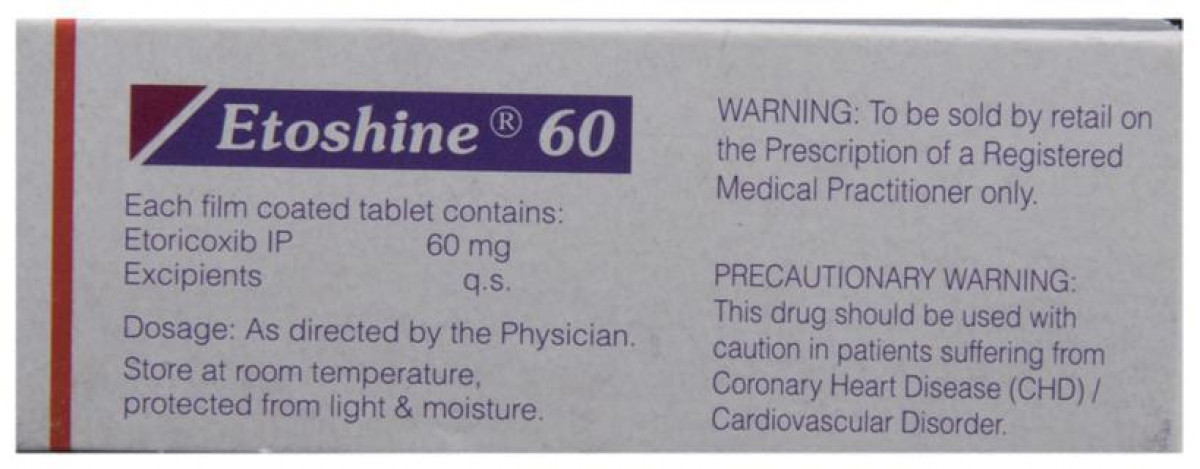 Etoshine® 60
Each film coated tablet contains:
Etoricoxib IP 60 mg
Excipients q.s.
Dosage: As directed by the Physician.
Store at room temperature,
protected from light & moisture.
WARNING: To be sold by retail on
the Prescription of a Registered
Medical Practitioner only.
PRECAUTIONARY WARNING:
This drug should be used with
caution in patients suffering from
Coronary Heart Disease (CHD) /
Cardiovascular Disorder.